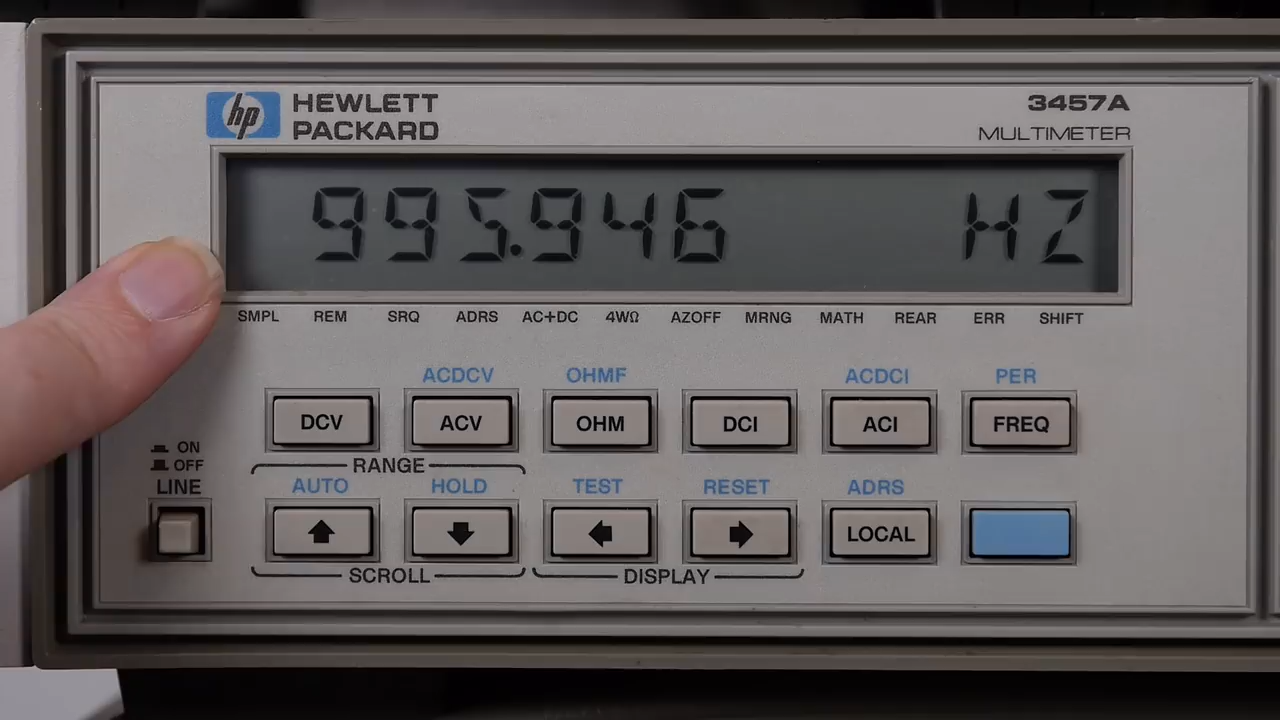 hp HEWLETT PACKARD
3457A
MULTIMETER
995.946 HZ
SMPL REM SRQ ADRS AC+DC 4WΩ AZOFF MRNG MATH REAR ERR SHIFT
ACDCV OHMF ACDCI PER
DCV ACV OHM DCI ACI FREQ
ON
OFF
LINE
RANGE
AUTO HOLD TEST RESET ADRS
LOCAL
SCROLL DISPLAY